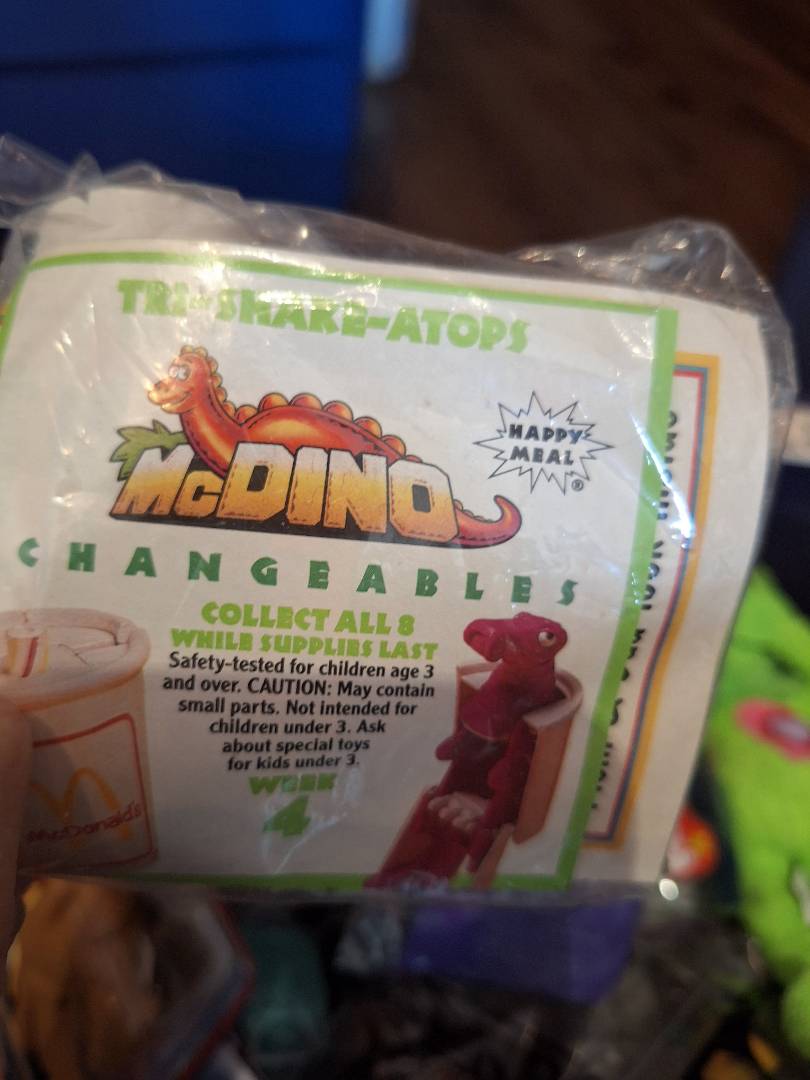 TRI-SHAKE-ATOPS
McDINO
HAPPY
MEAL
®
CHANGEABLES
COLLECT ALL 8
WHILE SUPPLIES LAST
Safety-tested for children age 3
and over. CAUTION: May contain
small parts. Not intended for
children under 3. Ask
about special toys
for kids under 3.
WEEK
4
McDonald's